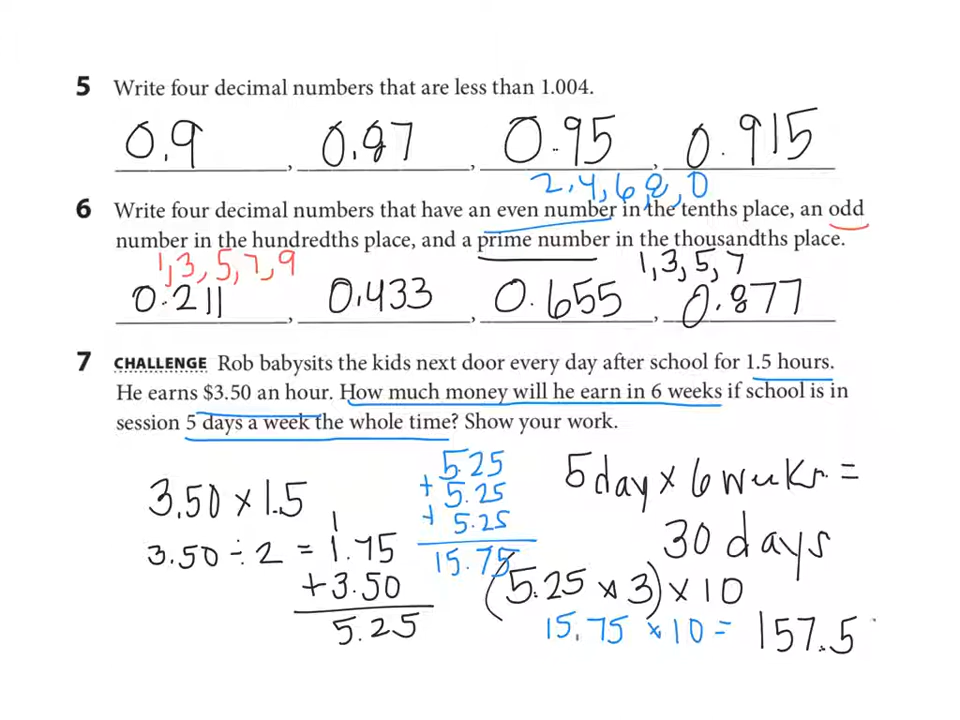 5 Write four decimal numbers that are less than 1.004.
0.9 , 0.97 , 0.95 , 0.915
2, 4, 6, 8, 0
6 Write four decimal numbers that have an even number in the tenths place, an odd
number in the hundredths place, and a prime number in the thousandths place.
1, 3, 5, 7, 9 1, 3, 5, 7
0.211 , 0.433 , 0.655 , 0.877
7 CHALLENGE Rob babysits the kids next door every day after school for 1.5 hours.
He earns $3.50 an hour. How much money will he earn in 6 weeks if school is in
session 5 days a week the whole time? Show your work.
3.50 × 1.5
1
3.50 ÷ 2 = 1.75
+3.50
5.25
5.25
+ 5.25
+ 5.25
15.75
5 day × 6 weeks =
30 days
(5.25 × 3) × 10
15.75 × 10 = 157.5